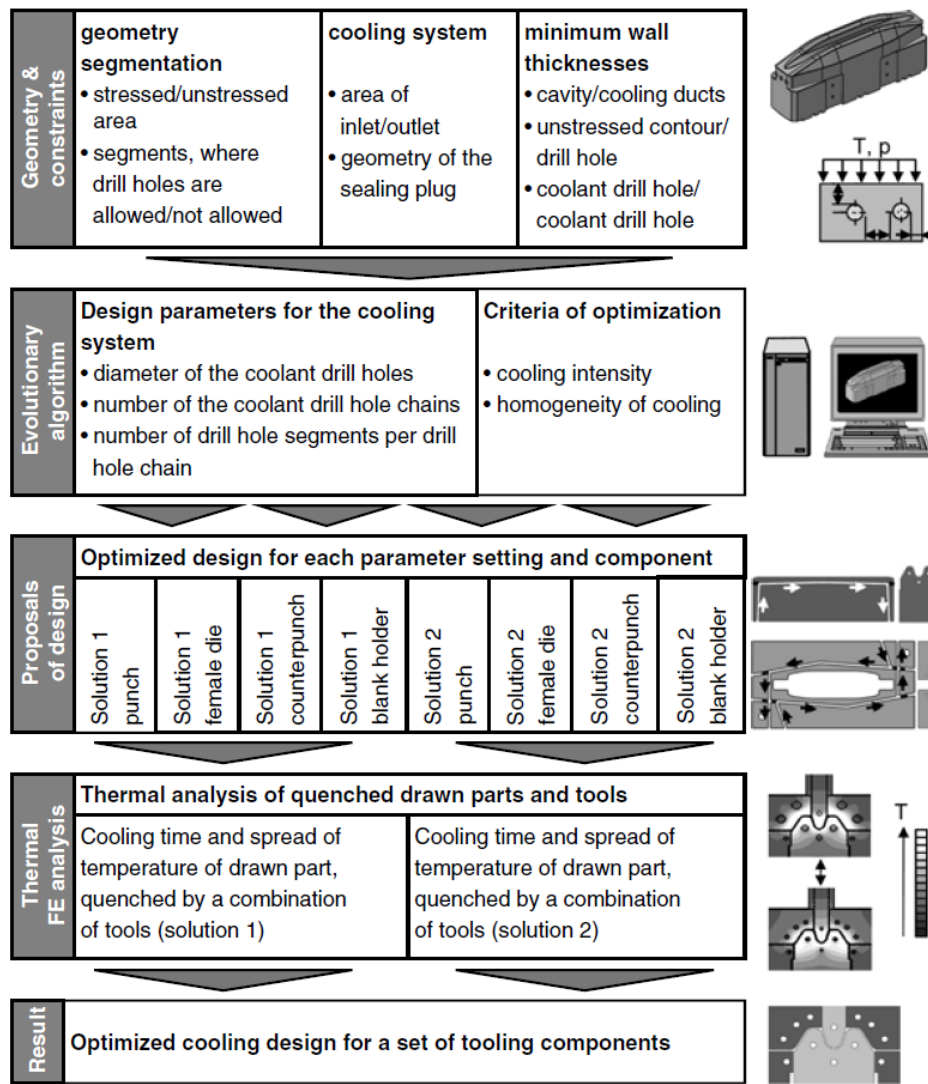 Geometry &
constraints
geometry
segmentation
• stressed/unstressed
area
• segments, where
drill holes are
allowed/not allowed
cooling system
• area of
inlet/outlet
• geometry of the
sealing plug
minimum wall
thicknesses
• cavity/cooling ducts
• unstressed contour/
drill hole
• coolant drill hole/
coolant drill hole
T, p
Evolutionary
algorithm
Design parameters for the cooling
system
• diameter of the coolant drill holes
• number of the coolant drill hole chains
• number of drill hole segments per drill
hole chain
Criteria of optimization
• cooling intensity
• homogeneity of cooling
Proposals
of design
Optimized design for each parameter setting and component
Solution 1
punch
Solution 1
female die
Solution 1
counterpunch
Solution 1
blank holder
Solution 2
punch
Solution 2
female die
Solution 2
counterpunch
Solution 2
blank holder
Thermal
FE analysis
Thermal analysis of quenched drawn parts and tools
Cooling time and spread of
temperature of drawn part,
quenched by a combination
of tools (solution 1)
Cooling time and spread of
temperature of drawn part,
quenched by a combination
of tools (solution 2)
T
Result
Optimized cooling design for a set of tooling components